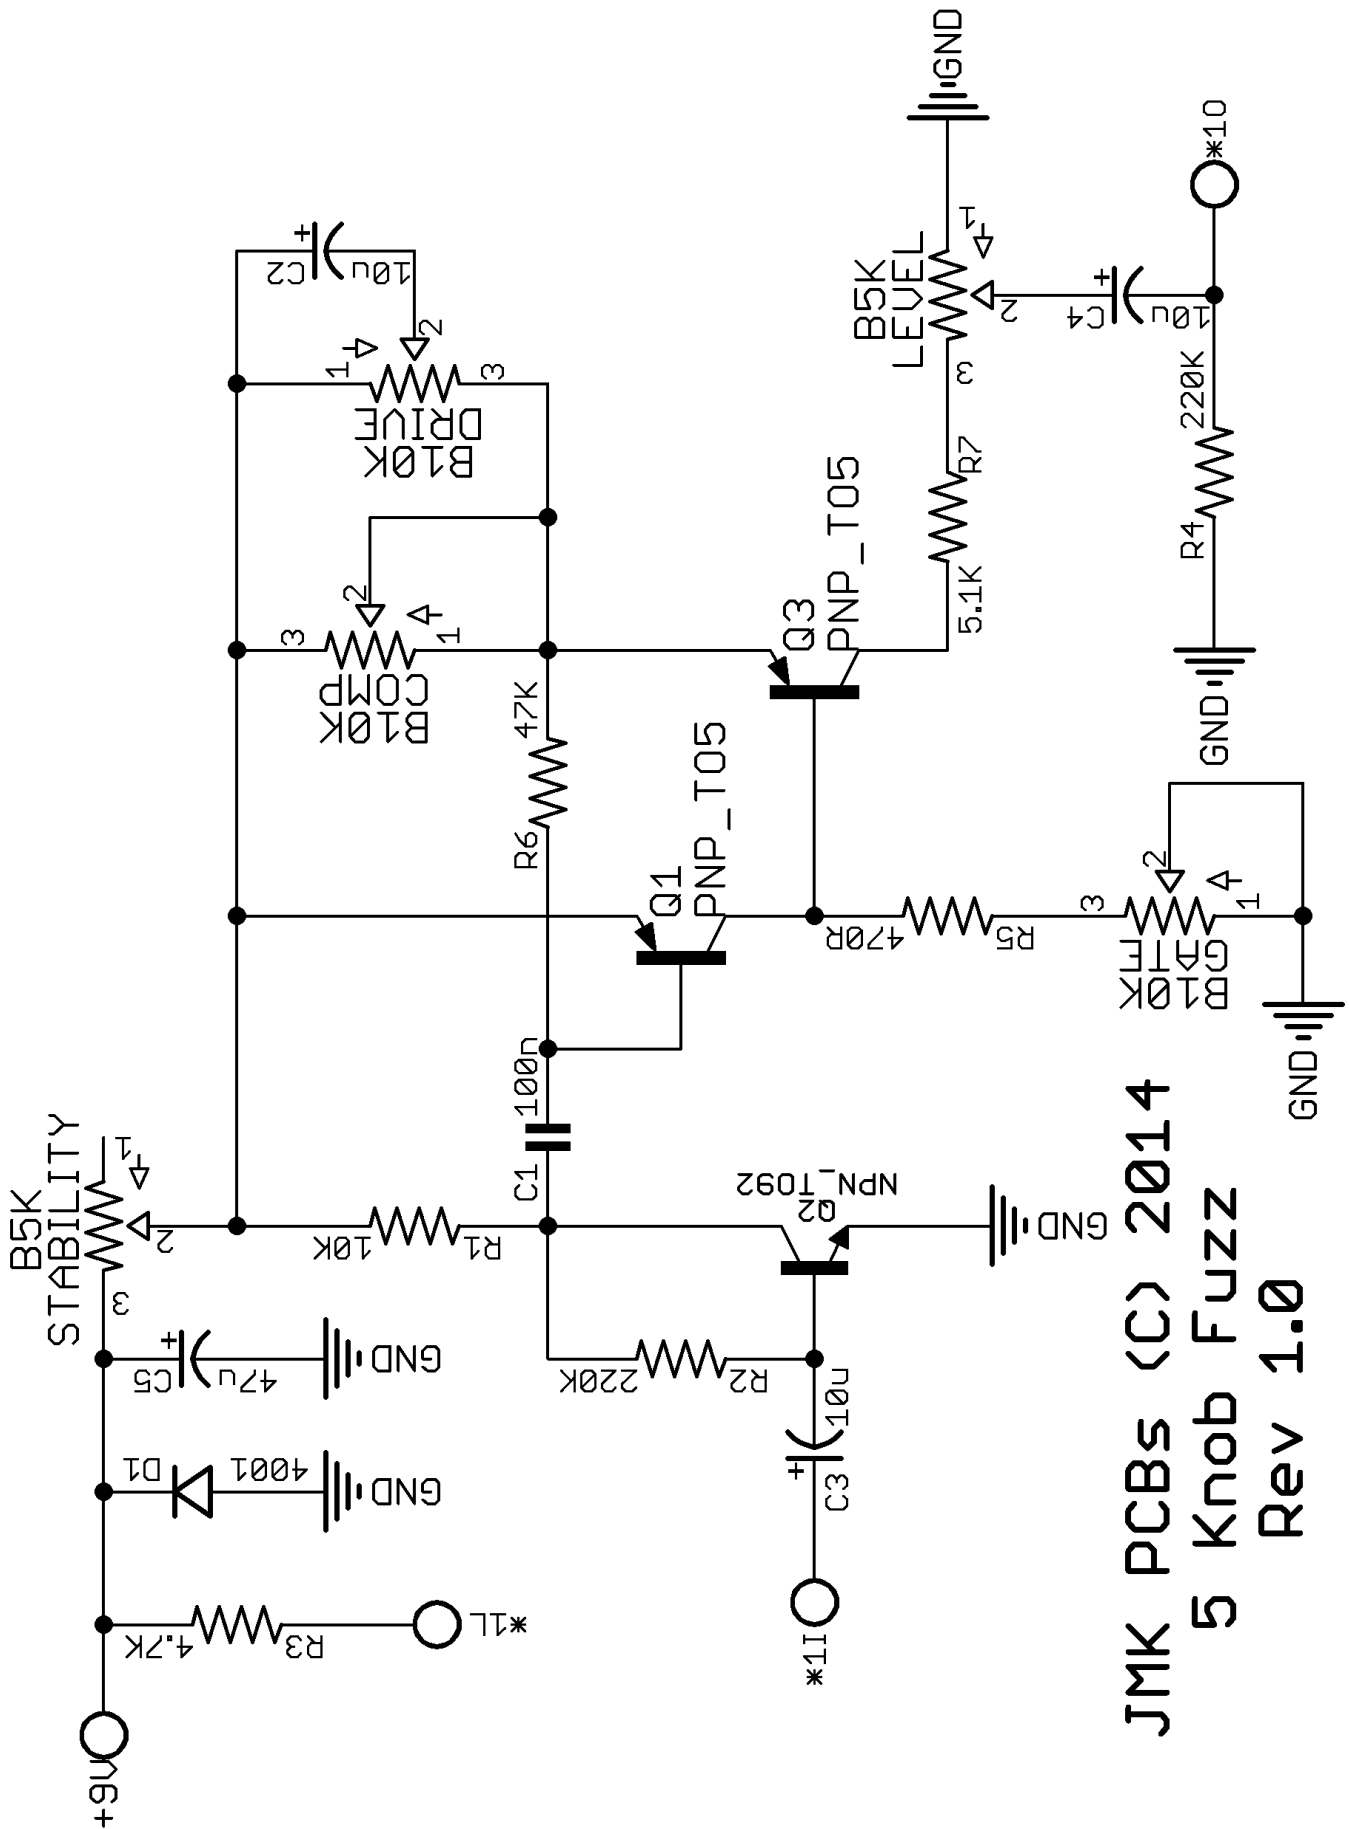 +9V
R3
4.7K
*1L
D1
4001
GND
C5
47u
GND
B5K
STABILITY
3
2
1
R1
10K
R2
220K
*1I
C3
10u
Q2
NPN_TO92
GND
C1
100n
R6
47K
Q1
PNP_TO5
B10K
COMP
3
2
1
B10K
DRIVE
1
2
3
C2
10u
Q3
PNP_TO5
470R
R5
B10K
GATE
3
2
1
GND
5.1K
R7
B5K
LEVEL
3
2
1
GND
C4
10u
R4
220K
GND
*1O
JMK PCBs (C) 2014
5 Knob Fuzz
Rev 1.0